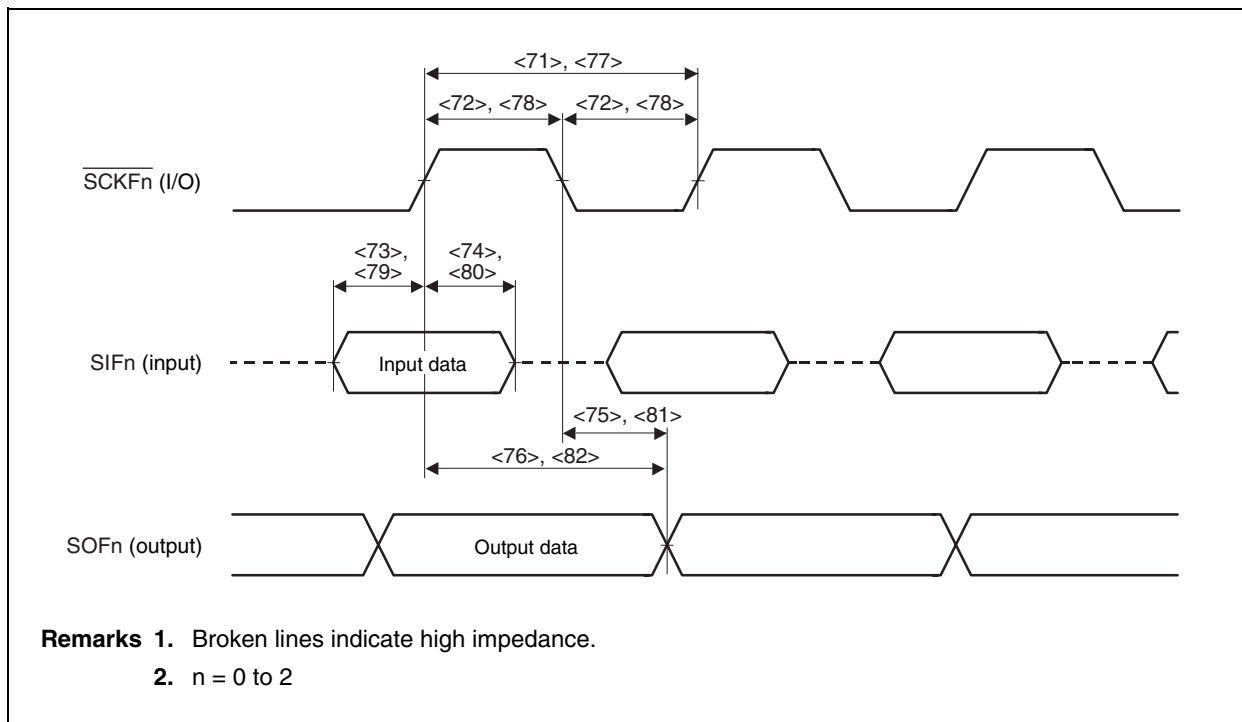 <71>, <77>
<72>, <78> <72>, <78>
SCKFn (I/O)
<73>, <74>,
<79> <80>
SIFn (input)
Input data
<75>, <81>
<76>, <82>
SOFn (output)
Output data
Remarks 1. Broken lines indicate high impedance.
2. n = 0 to 2